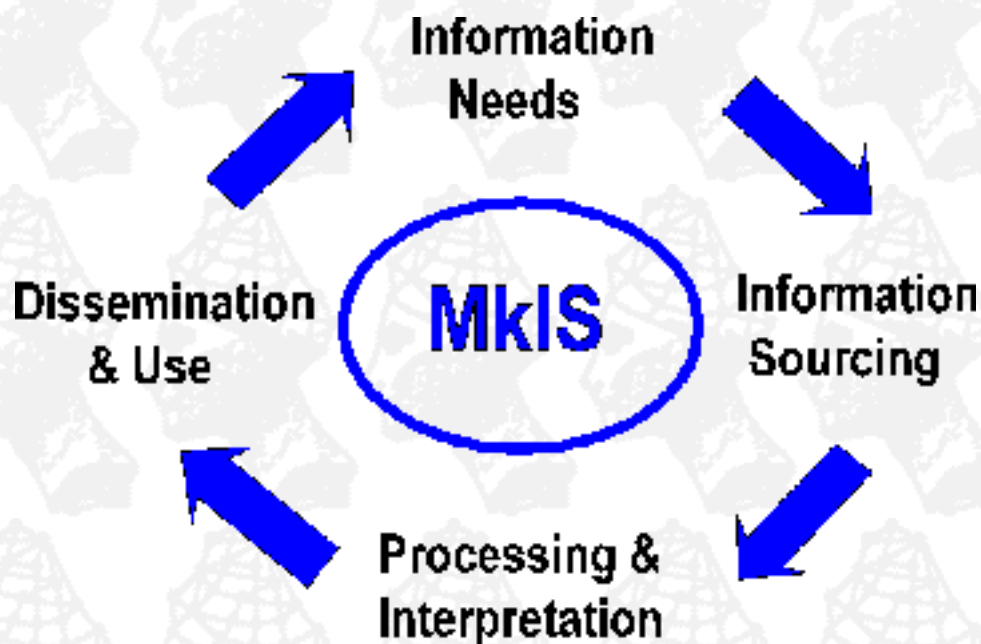 Information
Needs
Information
Sourcing
Processing &
Interpretation
Dissemination
& Use
MkIS